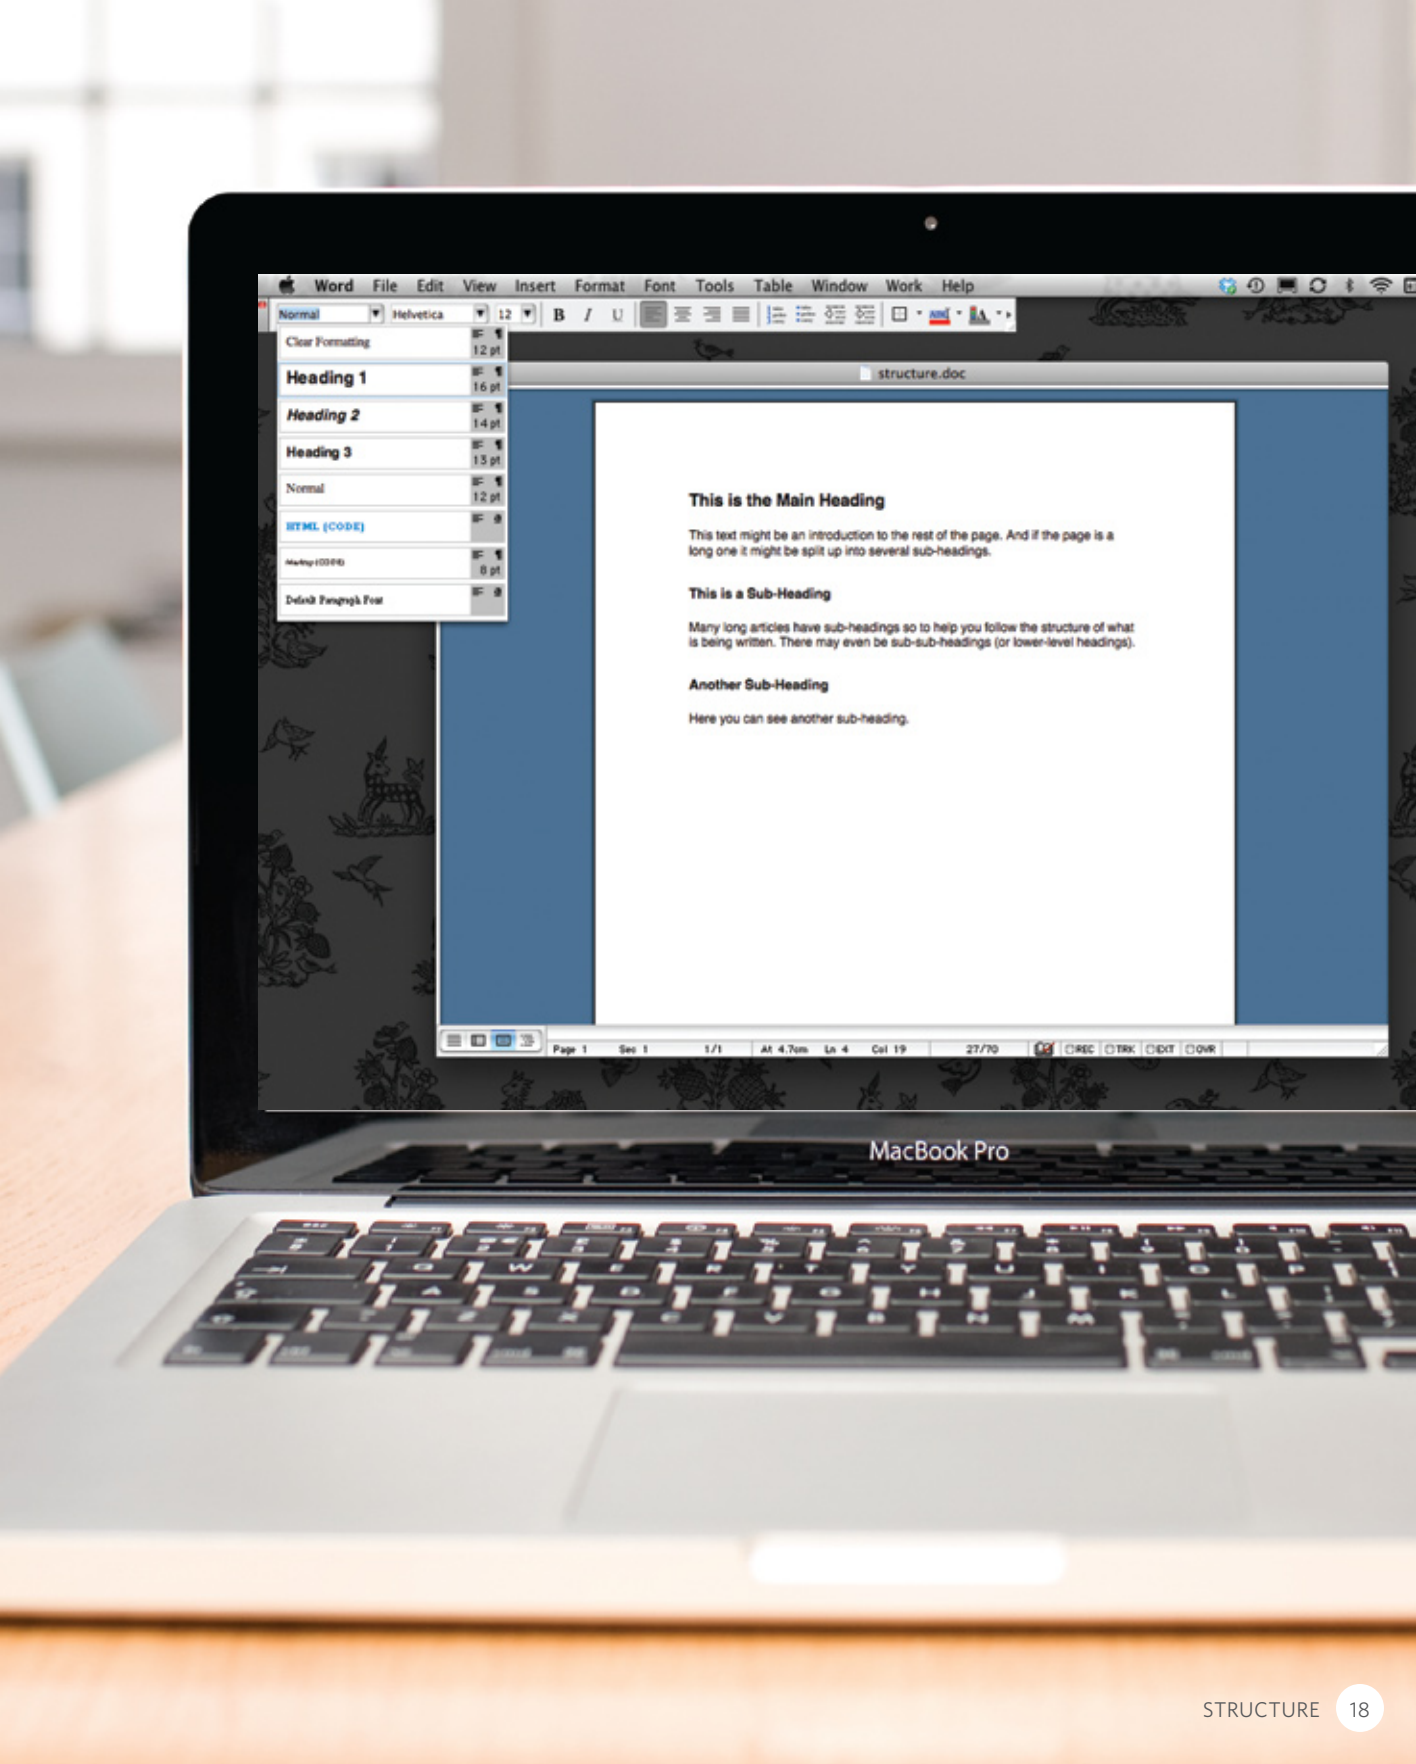 Word File Edit View Insert Format Font Tools Table Window Work Help
Normal Helvetica 12 B I U
Clear Formatting 12 pt
structure.doc
Heading 1 16 pt
Heading 2 14 pt
Heading 3 13 pt
Normal 12 pt
HTML (CODE)
Markup (CODE) 8 pt
Default Paragraph Font
This is the Main Heading
This text might be an introduction to the rest of the page. And if the page is a
long one it might be split up into several sub-headings.
This is a Sub-Heading
Many long articles have sub-headings so to help you follow the structure of what
is being written. There may even be sub-sub-headings (or lower-level headings).
Another Sub-Heading
Here you can see another sub-heading.
Page 1 Sec 1 1/1 At 4.7cm Ln 4 Col 19 27/70 REC TRK EXT OVR
MacBook Pro
Q W E R T Y U I O P
A S D F G H J K L
Z X C V B N M
STRUCTURE 18